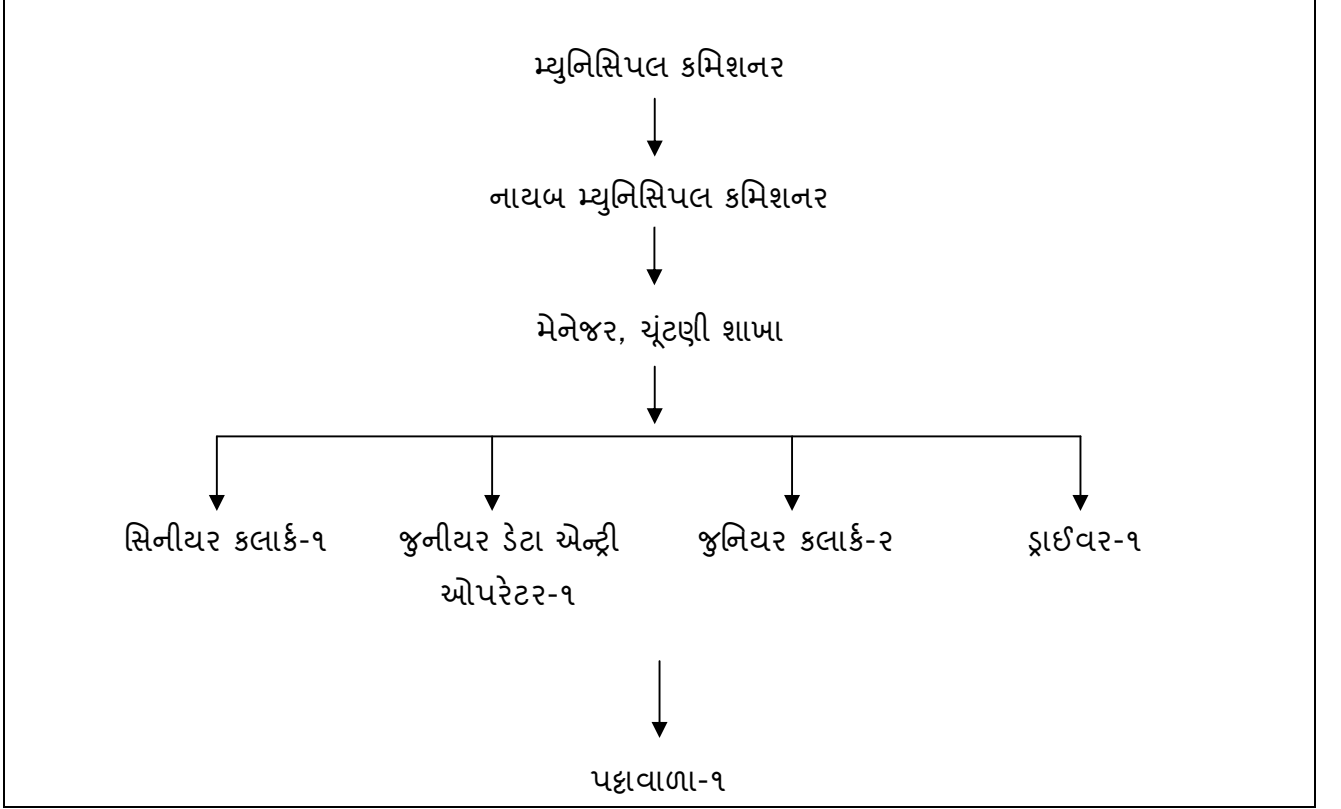 મ્યુનિસિપલ કમિશનર
નાયબ મ્યુનિસિપલ કમિશનર
મેનેજર, ચૂંટણી શાખા
સિનીયર કલાર્ક-૧
જુનીયર ડેટા એન્ટ્રી
ઓપરેટર-૧
જુનિયર કલાર્ક-૨
ડ્રાઈવર-૧
પટ્ટાવાળા-૧